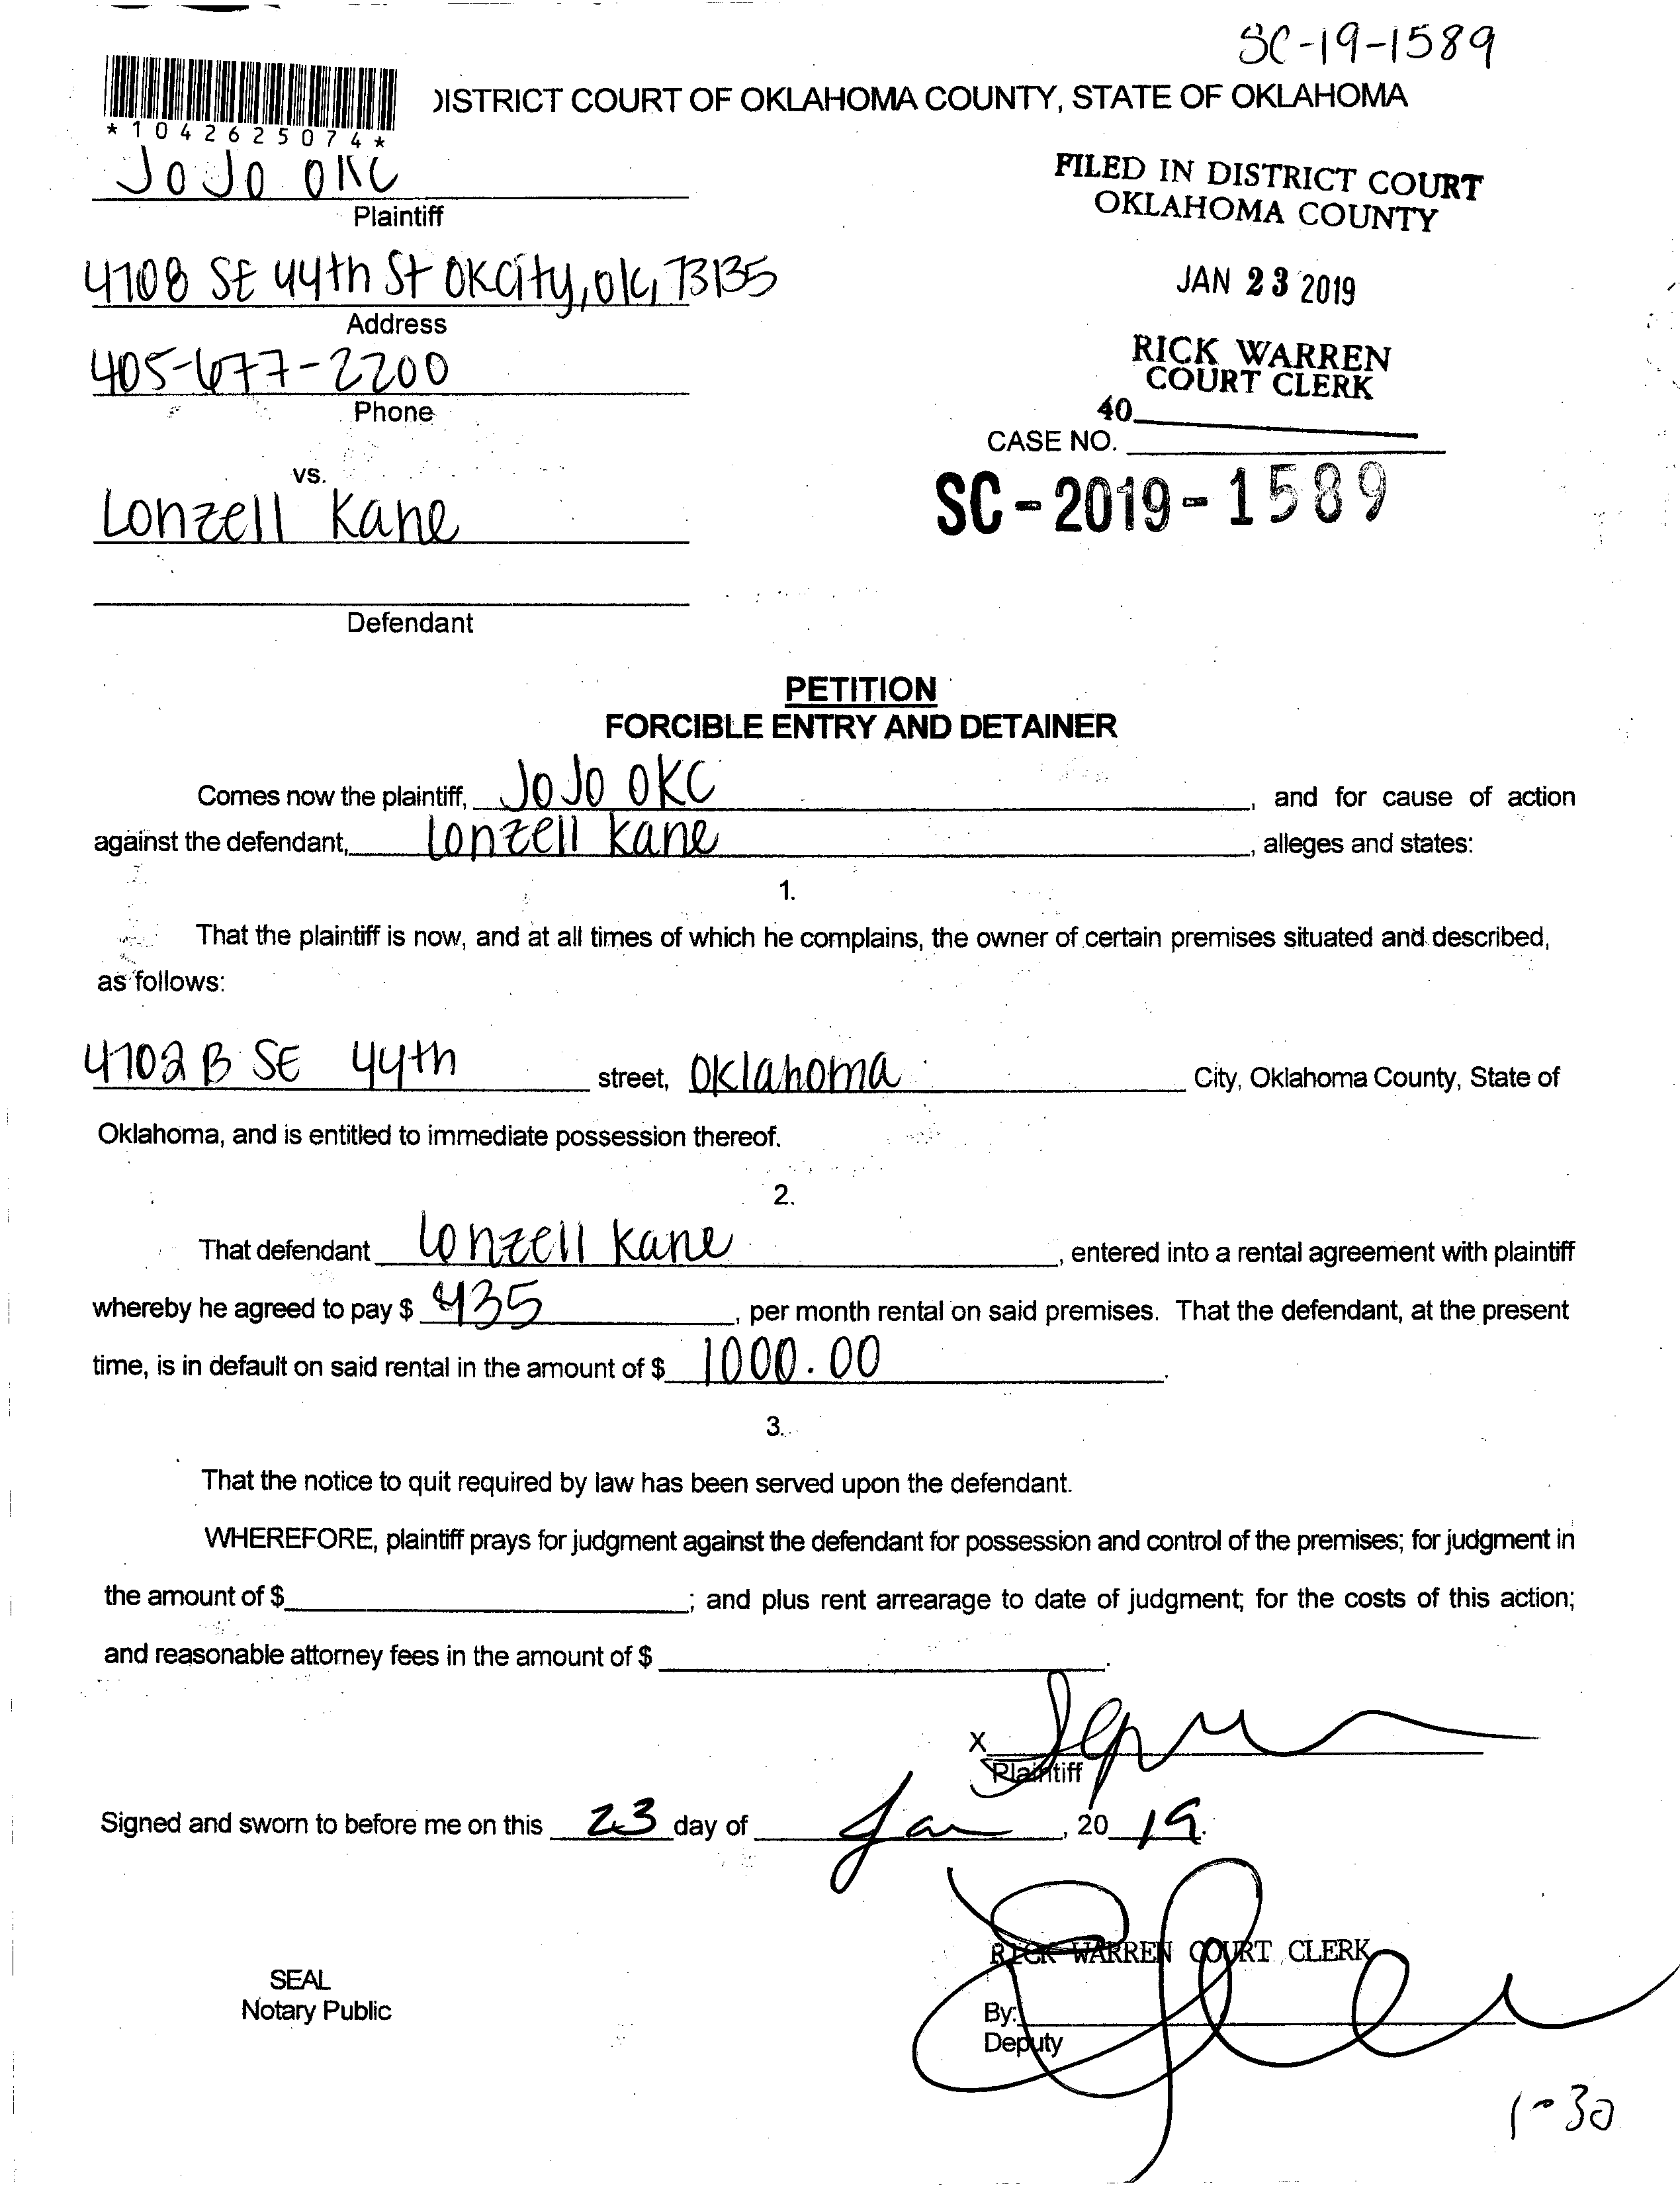 SC-19-1589
DISTRICT COURT OF OKLAHOMA COUNTY, STATE OF OKLAHOMA
*1042625074*
JoJo OKC
Plaintiff
FILED IN DISTRICT COURT
OKLAHOMA COUNTY
4708 SE 44th St OKCity, ok, 73135
Address
JAN 23 2019
405-677-2200
Phone
RICK WARREN
COURT CLERK
40
CASE NO.
vs.
SC-2019-1589
Lonzell Kane
Defendant
PETITION
FORCIBLE ENTRY AND DETAINER
Comes now the plaintiff, JoJo OKC, and for cause of action
against the defendant, Lonzell Kane, alleges and states:
1.
That the plaintiff is now, and at all times of which he complains, the owner of certain premises situated and described,
as follows:
4702 B SE 44th street, Oklahoma City, Oklahoma County, State of
Oklahoma, and is entitled to immediate possession thereof.
2.
That defendant Lonzell Kane, entered into a rental agreement with plaintiff
whereby he agreed to pay $ 435, per month rental on said premises. That the defendant, at the present
time, is in default on said rental in the amount of $ 1000.00.
3.
That the notice to quit required by law has been served upon the defendant.
WHEREFORE, plaintiff prays for judgment against the defendant for possession and control of the premises; for judgment in
the amount of $ ; and plus rent arrearage to date of judgment; for the costs of this action;
and reasonable attorney fees in the amount of $ .
X
Plaintiff
Signed and sworn to before me on this 23 day of Jan, 20 19.
RICK WARREN COURT CLERK
SEAL
Notary Public
By:
Deputy
1-30